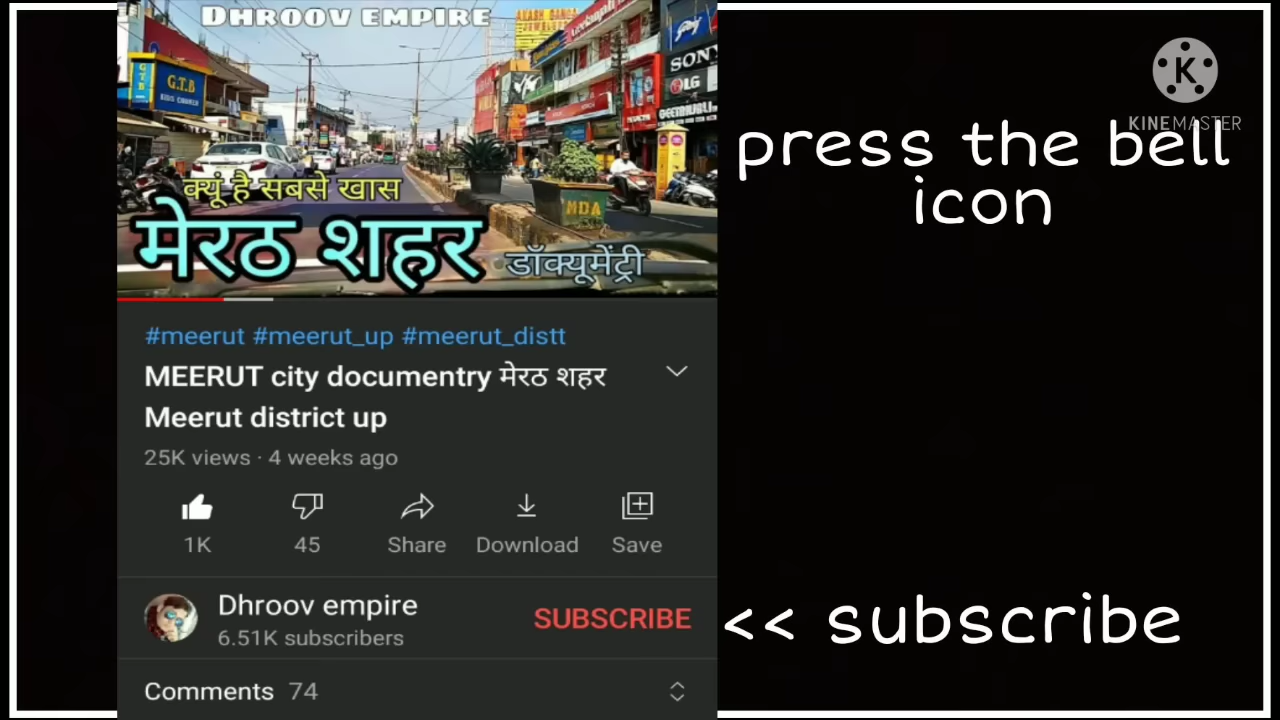 DHROOV EMPIRE
G.T.B
KIDS CHURCH
G T B
SONY
LG
MDA
क्यूं है सबसे खास
मेरठ शहर
डॉक्यूमेंट्री
#meerut #meerut_up #meerut_distt
MEERUT city documentry मेरठ शहर
Meerut district up
25K views · 4 weeks ago
1K
45
Share
Download
Save
Dhroov empire
6.51K subscribers
SUBSCRIBE
Comments 74
K
KINEMASTER
press the bell
icon
<< subscribe